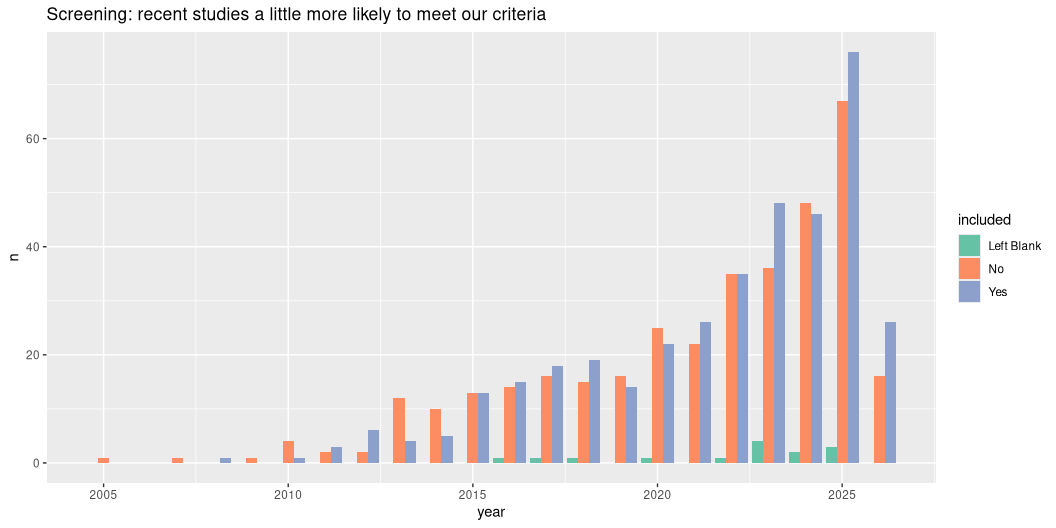 Screening: recent studies a little more likely to meet our criteria
n
60
40
20
0
2005
2010
2015
2020
2025
year
included
Left Blank
No
Yes